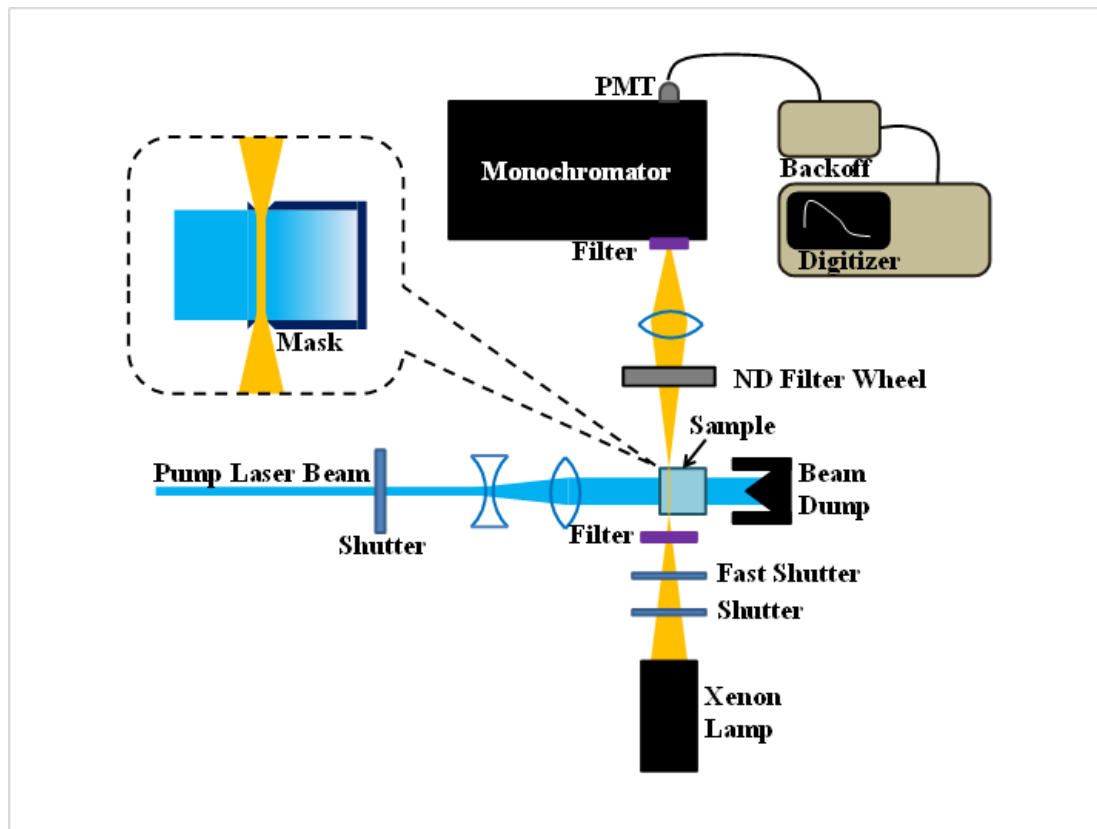 PMT
Monochromator
Backoff
Filter
Digitizer
Mask
ND Filter Wheel
Sample
Pump Laser Beam
Beam
Dump
Shutter
Filter
Fast Shutter
Shutter
Xenon
Lamp